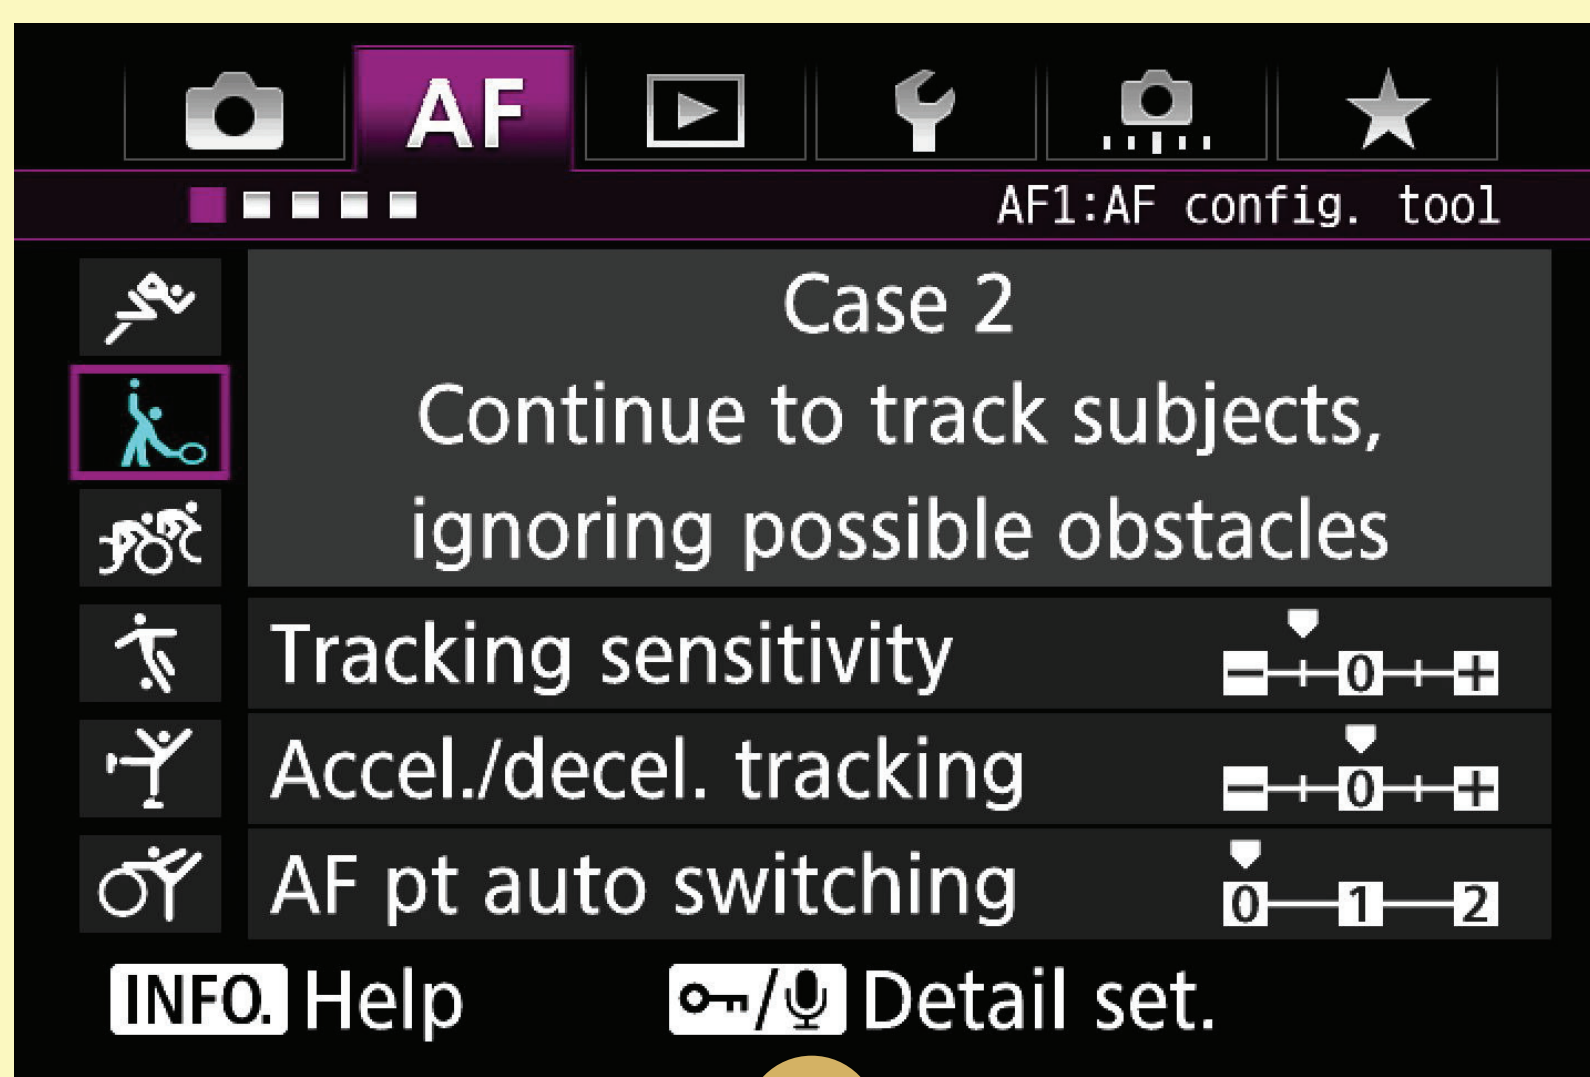 AF
AF1:AF config. tool
Case 2
Continue to track subjects,
ignoring possible obstacles
Tracking sensitivity
- 0 +
Accel./decel. tracking
- 0 +
AF pt auto switching
0 1 2
INFO. Help
/ Detail set.